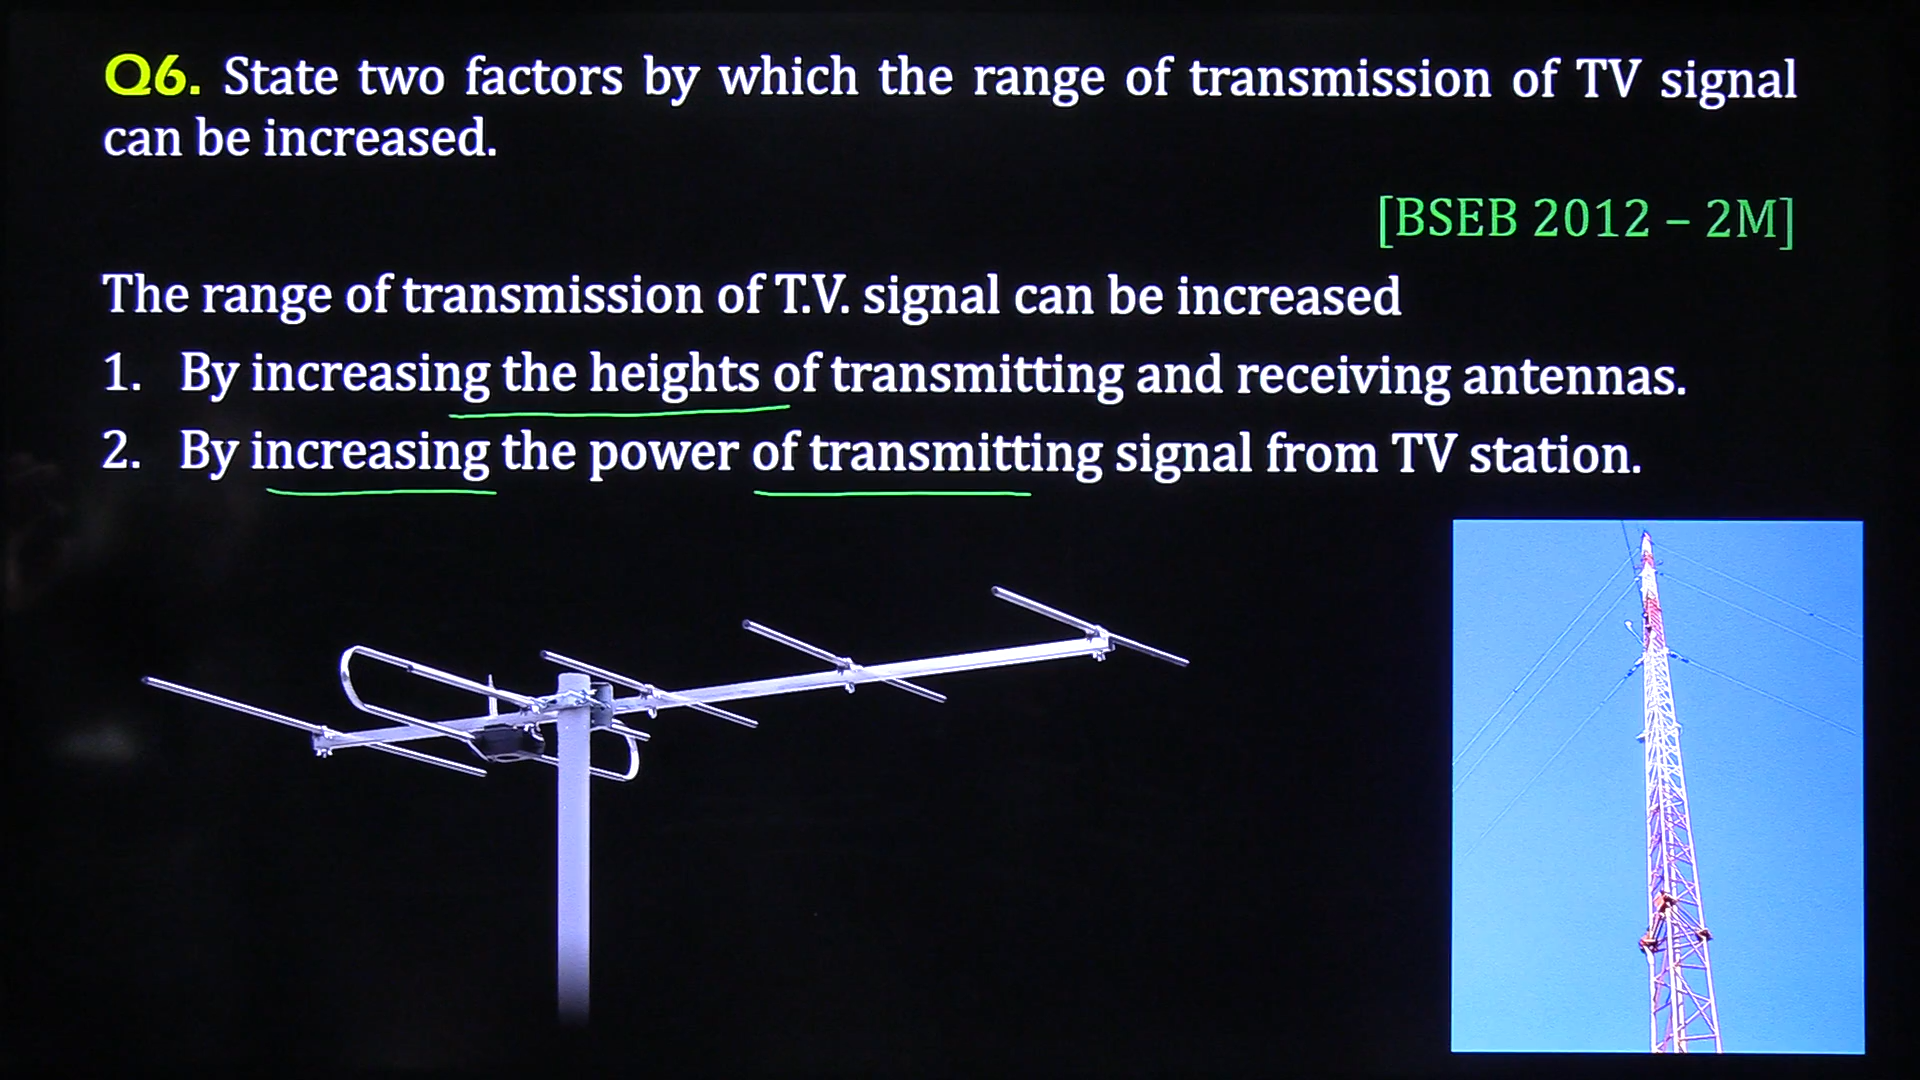 Q6. State two factors by which the range of transmission of TV signal
can be increased.
[BSEB 2012 – 2M]
The range of transmission of T.V. signal can be increased
1. By increasing the heights of transmitting and receiving antennas.
2. By increasing the power of transmitting signal from TV station.